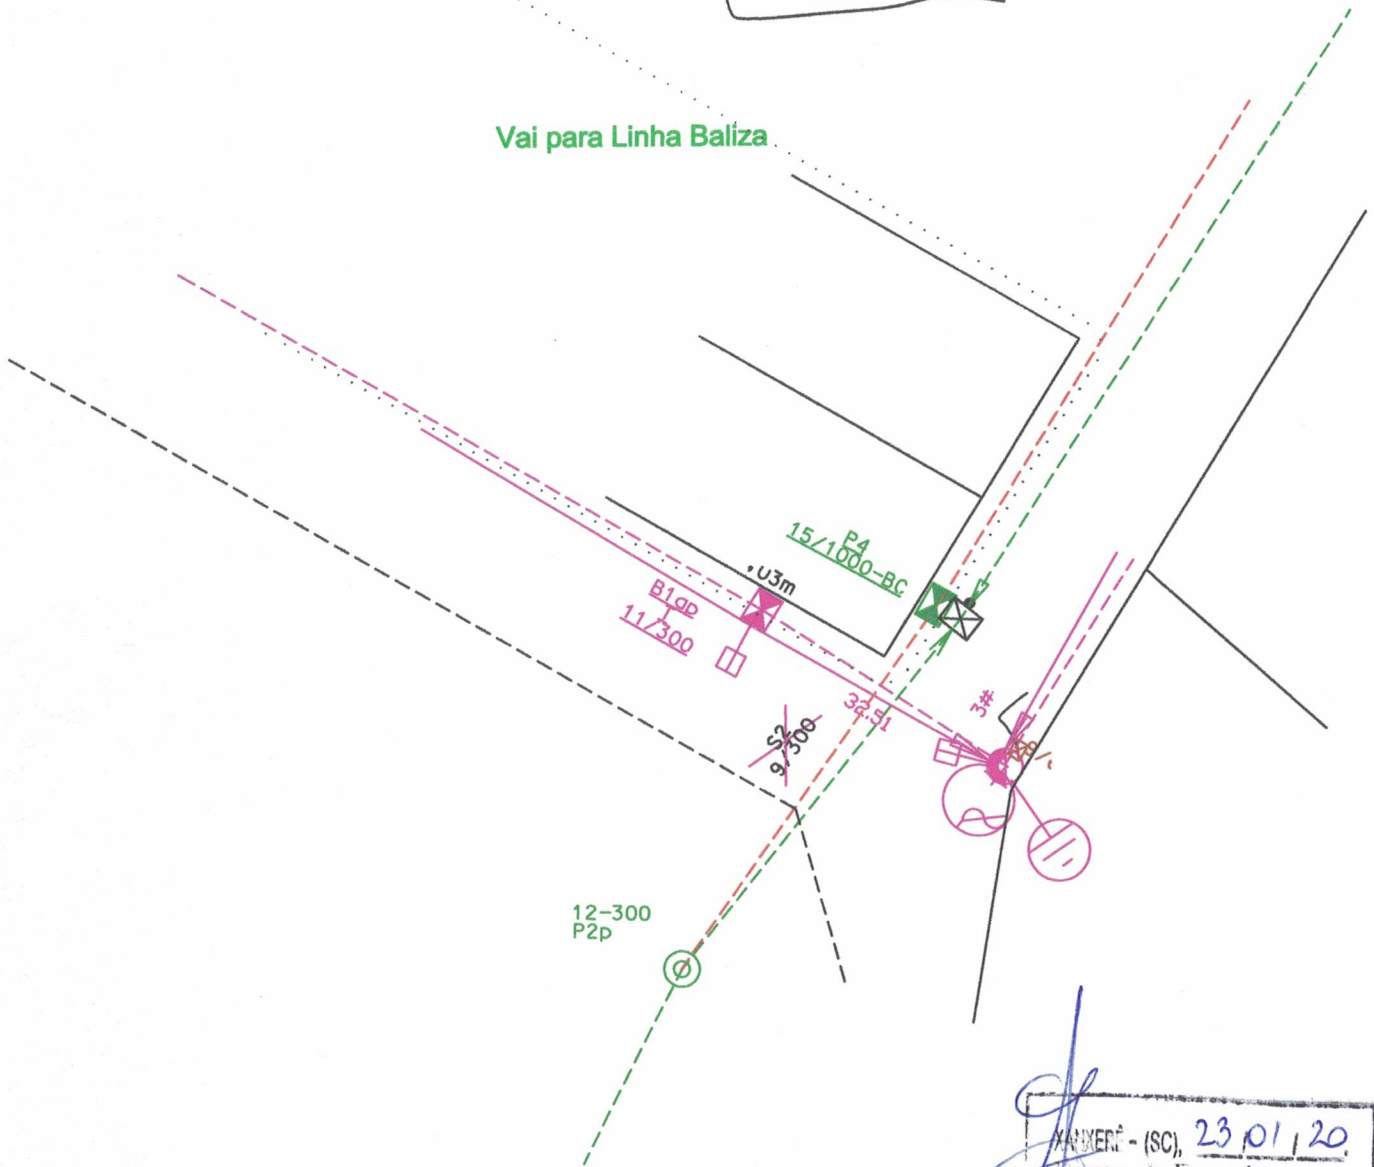 Vai para Linha Baliza
P4
15/1000-BC
,03m
B1ap
11/300
32.51
3#
S2
9/300
12-300
P2p
XANXERÊ - (SC), 23/01/20